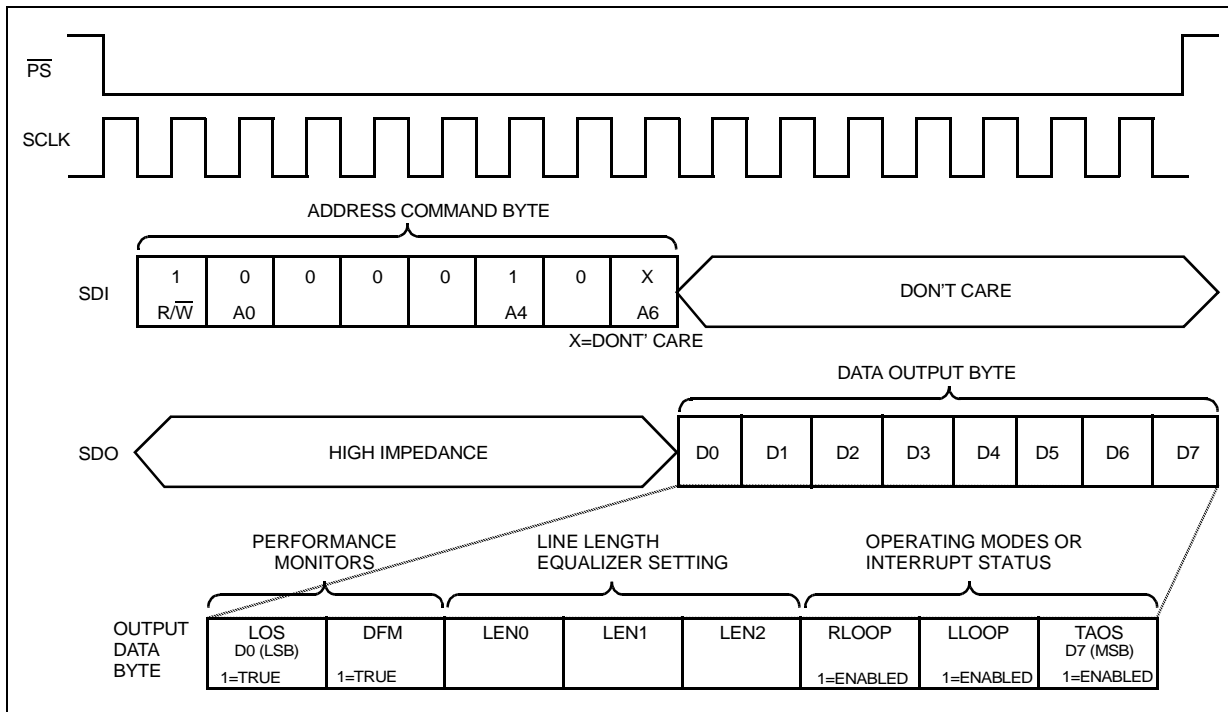 PS
SCLK
ADDRESS COMMAND BYTE
SDI
1 0 0 0 0 1 0 X
R/W A0 A4 A6
DON'T CARE
X=DONT' CARE
DATA OUTPUT BYTE
SDO
HIGH IMPEDANCE
D0 D1 D2 D3 D4 D5 D6 D7
PERFORMANCE
MONITORS
LINE LENGTH
EQUALIZER SETTING
OPERATING MODES OR
INTERRUPT STATUS
OUTPUT
DATA
BYTE
LOS DFM LEN0 LEN1 LEN2 RLOOP LLOOP TAOS
D0 (LSB) D7 (MSB)
1=TRUE 1=TRUE 1=ENABLED 1=ENABLED 1=ENABLED